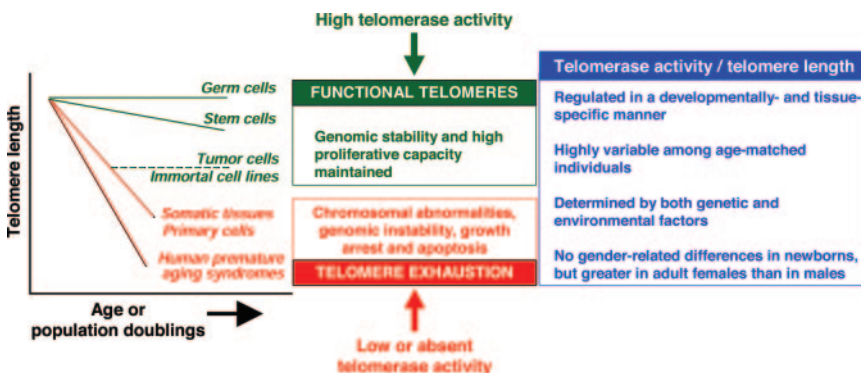 High telomerase activity
Telomere length
Germ cells
Stem cells
Tumor cells
Immortal cell lines
Somatic tissues
Primary cells
Human premature
aging syndromes
Age or
population doublings
FUNCTIONAL TELOMERES
Genomic stability and high
proliferative capacity
maintained
Chromosomal abnormalities,
genomic instability, growth
arrest and apoptosis
TELOMERE EXHAUSTION
Low or absent
telomerase activity
Telomerase activity / telomere length
Regulated in a developmentally- and tissue-
specific manner
Highly variable among age-matched
individuals
Determined by both genetic and
environmental factors
No gender-related differences in newborns,
but greater in adult females than in males